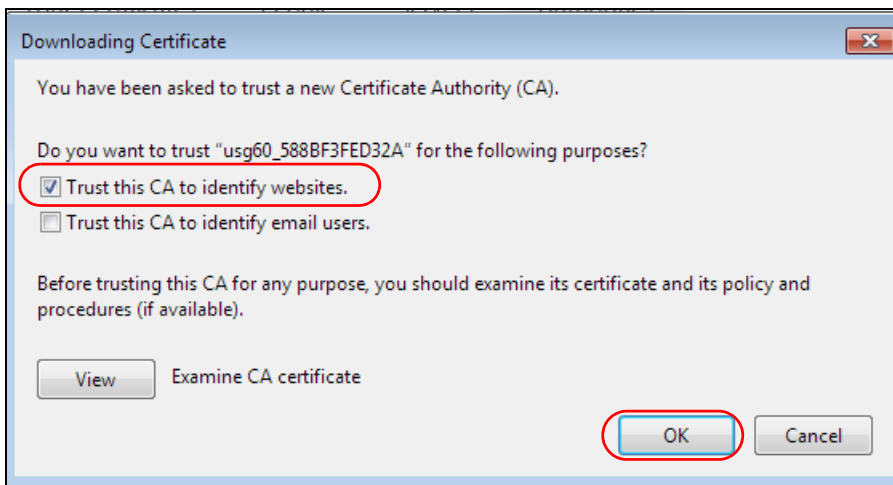 Downloading Certificate
You have been asked to trust a new Certificate Authority (CA).
Do you want to trust "usg60_588BF3FED32A" for the following purposes?
Trust this CA to identify websites.
Trust this CA to identify email users.
Before trusting this CA for any purpose, you should examine its certificate and its policy and
procedures (if available).
View Examine CA certificate
OK Cancel